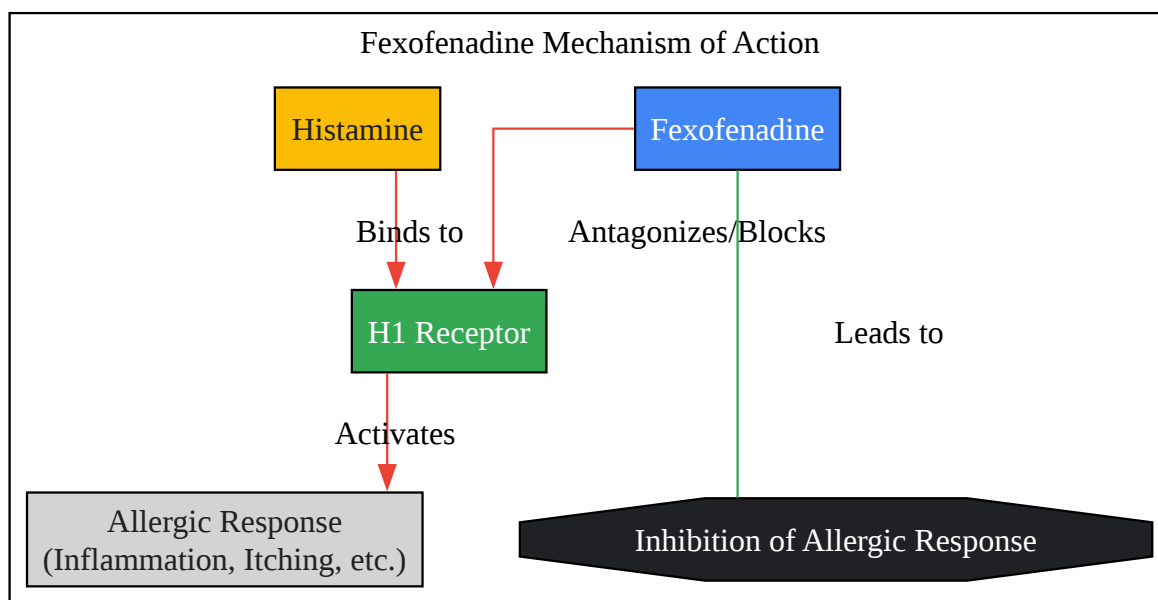 Fexofenadine Mechanism of Action
Histamine
Fexofenadine
Binds to
Antagonizes/Blocks
H1 Receptor
Leads to
Activates
Allergic Response
(Inflammation, Itching, etc.)
Inhibition of Allergic Response